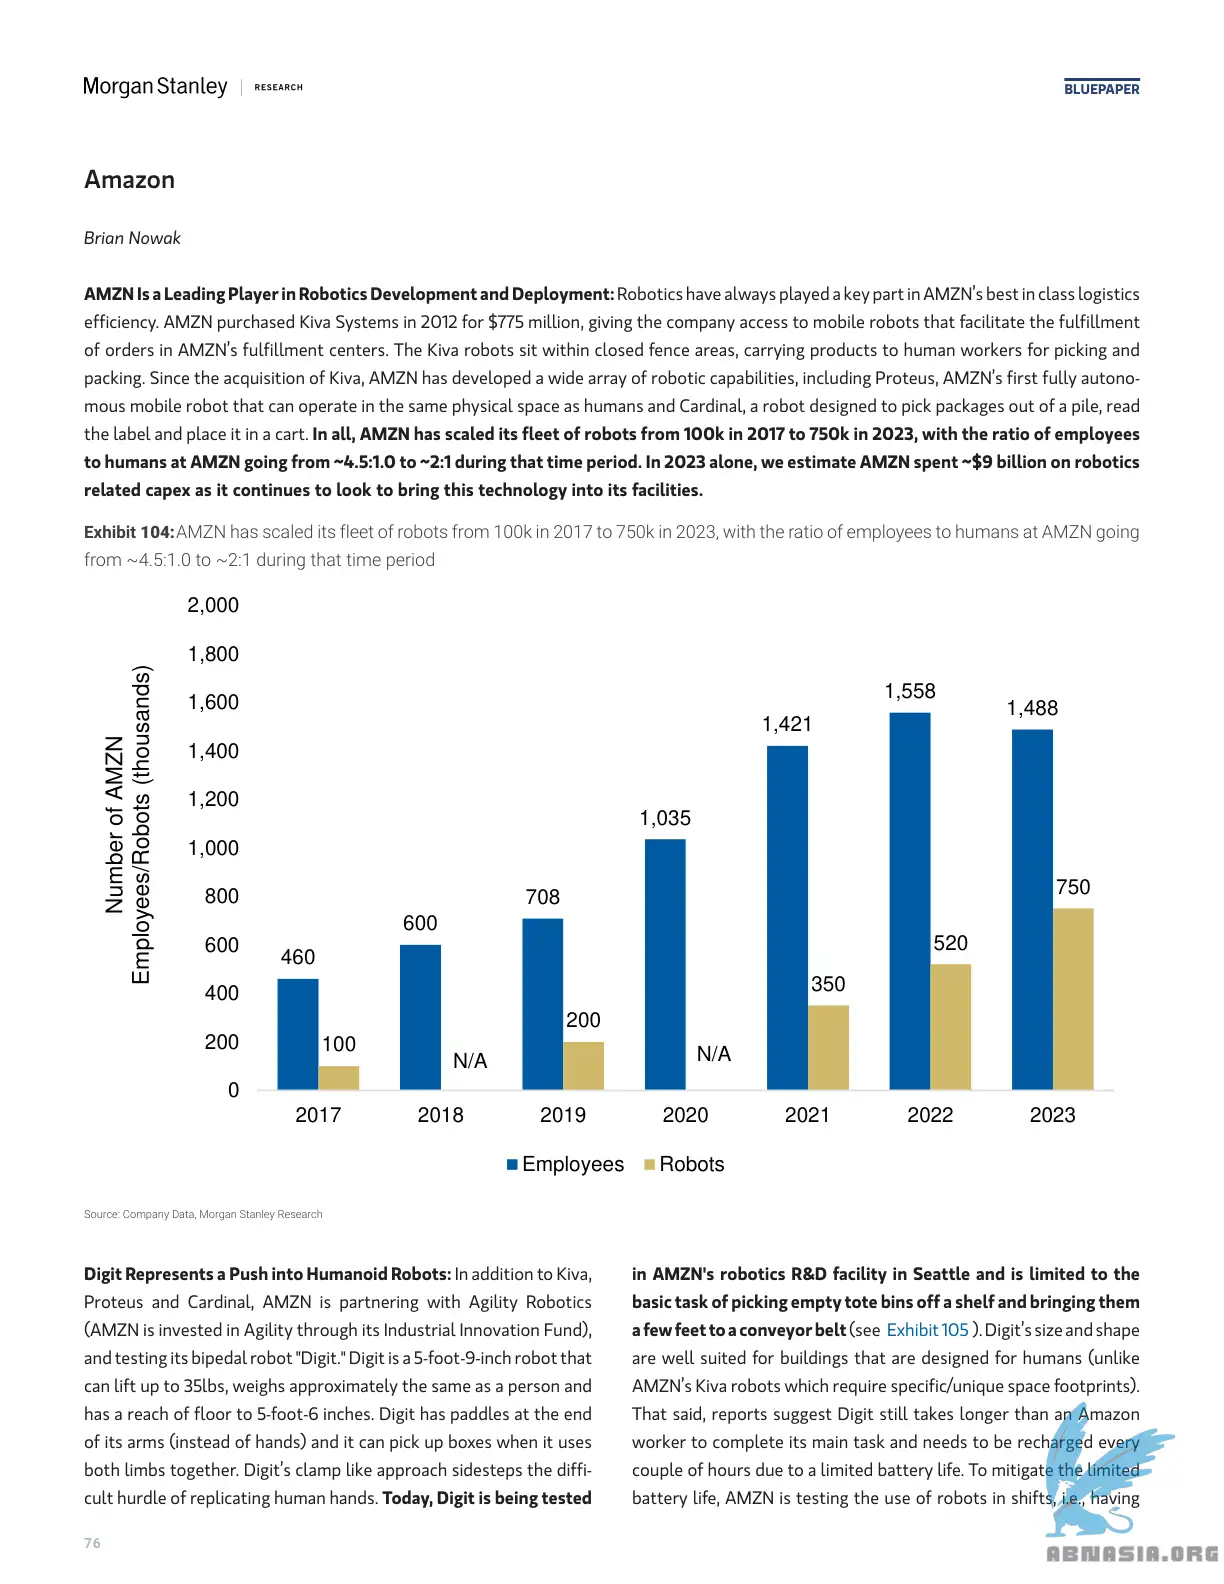 Morgan Stanley | RESEARCH
BLUEPAPER
Amazon
Brian Nowak
AMZN Is a Leading Player in Robotics Development and Deployment: Robotics have always played a key part in AMZN’s best in class logistics
efficiency. AMZN purchased Kiva Systems in 2012 for $775 million, giving the company access to mobile robots that facilitate the fulfillment
of orders in AMZN’s fulfillment centers. The Kiva robots sit within closed fence areas, carrying products to human workers for picking and
packing. Since the acquisition of Kiva, AMZN has developed a wide array of robotic capabilities, including Proteus, AMZN’s first fully autono-
mous mobile robot that can operate in the same physical space as humans and Cardinal, a robot designed to pick packages out of a pile, read
the label and place it in a cart. In all, AMZN has scaled its fleet of robots from 100k in 2017 to 750k in 2023, with the ratio of employees
to humans at AMZN going from ~4.5:1.0 to ~2:1 during that time period. In 2023 alone, we estimate AMZN spent ~$9 billion on robotics
related capex as it continues to look to bring this technology into its facilities.
Exhibit 104: AMZN has scaled its fleet of robots from 100k in 2017 to 750k in 2023, with the ratio of employees to humans at AMZN going
from ~4.5:1.0 to ~2:1 during that time period
Number of AMZN
Employees/Robots (thousands)
2,000
1,800
1,600
1,400
1,200
1,000
800
600
400
200
0
460
100
600
N/A
708
200
1,035
N/A
1,421
350
1,558
520
1,488
750
2017 2018 2019 2020 2021 2022 2023
Employees Robots
Source: Company Data, Morgan Stanley Research
Digit Represents a Push into Humanoid Robots: In addition to Kiva,
Proteus and Cardinal, AMZN is partnering with Agility Robotics
(AMZN is invested in Agility through its Industrial Innovation Fund),
and testing its bipedal robot "Digit." Digit is a 5-foot-9-inch robot that
can lift up to 35lbs, weighs approximately the same as a person and
has a reach of floor to 5-foot-6 inches. Digit has paddles at the end
of its arms (instead of hands) and it can pick up boxes when it uses
both limbs together. Digit’s clamp like approach sidesteps the diffi-
cult hurdle of replicating human hands. Today, Digit is being tested
in AMZN's robotics R&D facility in Seattle and is limited to the
basic task of picking empty tote bins off a shelf and bringing them
a few feet to a conveyor belt (see Exhibit 105 ). Digit’s size and shape
are well suited for buildings that are designed for humans (unlike
AMZN’s Kiva robots which require specific/unique space footprints).
That said, reports suggest Digit still takes longer than an Amazon
worker to complete its main task and needs to be recharged every
couple of hours due to a limited battery life. To mitigate the limited
battery life, AMZN is testing the use of robots in shifts, i.e., having
76
ABNASIA.ORG